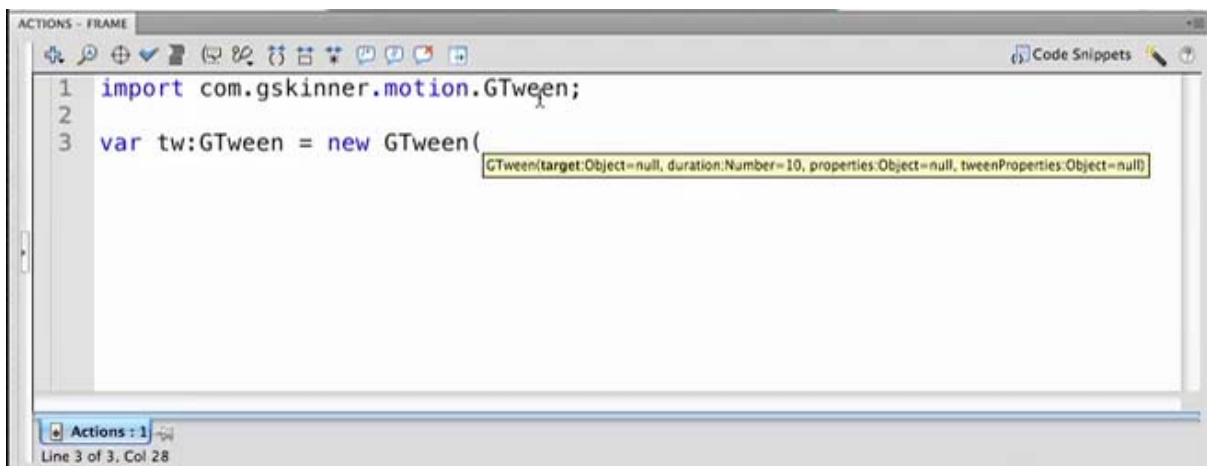 ACTIONS - FRAME
Code Snippets
1 import com.gskinner.motion.GTween;
2
3 var tw:GTween = new GTween(
GTween(target:Object=null, duration:Number=10, properties:Object=null, tweenProperties:Object=null)
Actions : 1
Line 3 of 3, Col 28